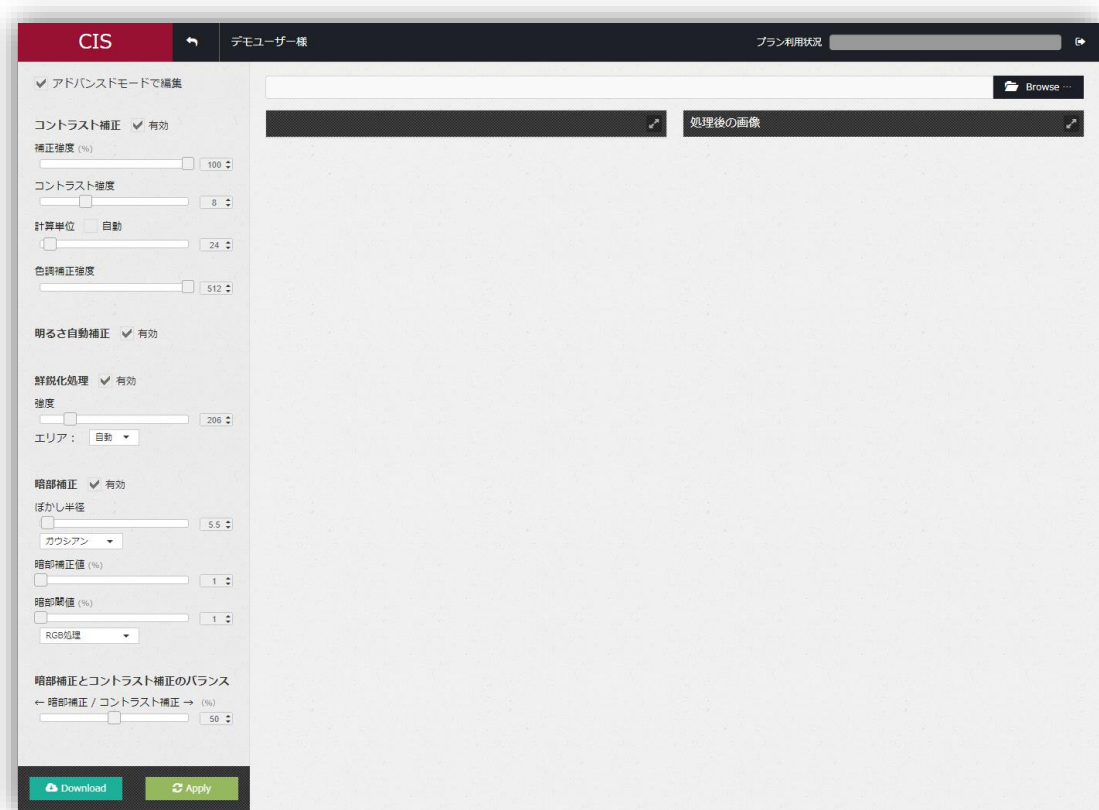 CIS
デモユーザー様
プラン利用状況
アドバンスドモードで編集
Browse ...
処理後の画像
コントラスト補正 有効
補正強度 (%)
100
コントラスト強度
8
計算単位 自動
24
色調補正強度
512
明るさ自動補正 有効
鮮鋭化処理 有効
強度
206
エリア： 自動
暗部補正 有効
ぼかし半径
5.5
ガウシアン
暗部補正値 (%)
1
暗部閾値 (%)
1
RGB処理
暗部補正とコントラスト補正のバランス
← 暗部補正 / コントラスト補正 → (%)
50
Download
Apply